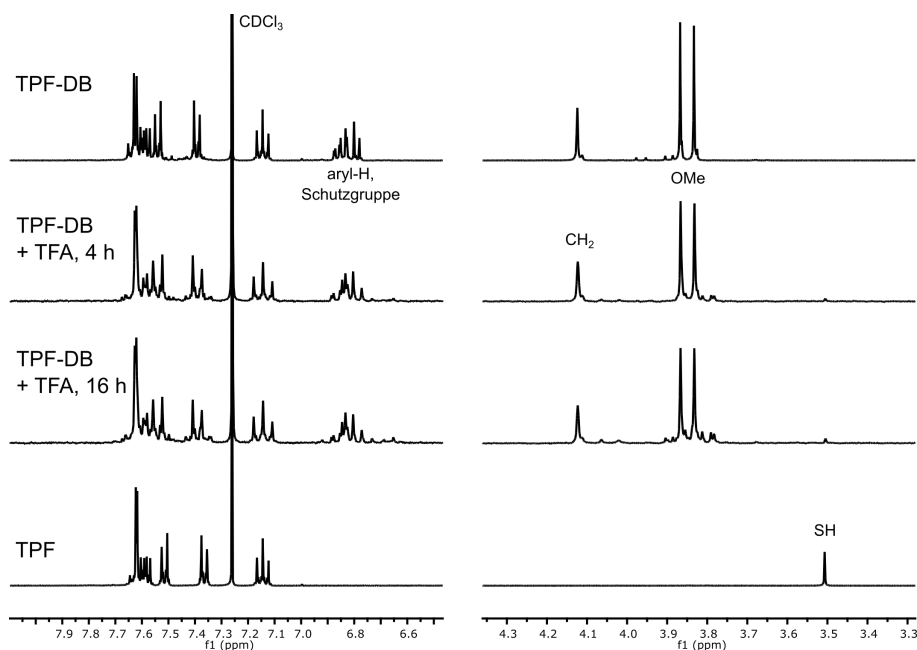 CDCl3
TPF-DB
aryl-H,
Schutzgruppe
OMe
TPF-DB
+ TFA, 4 h
CH2
TPF-DB
+ TFA, 16 h
TPF
SH
7.9 7.8 7.7 7.6 7.5 7.4 7.3 7.2 7.1 7.0 6.9 6.8 6.7 6.6
f1 (ppm)
4.3 4.2 4.1 4.0 3.9 3.8 3.7 3.6 3.5 3.4 3.3
f1 (ppm)